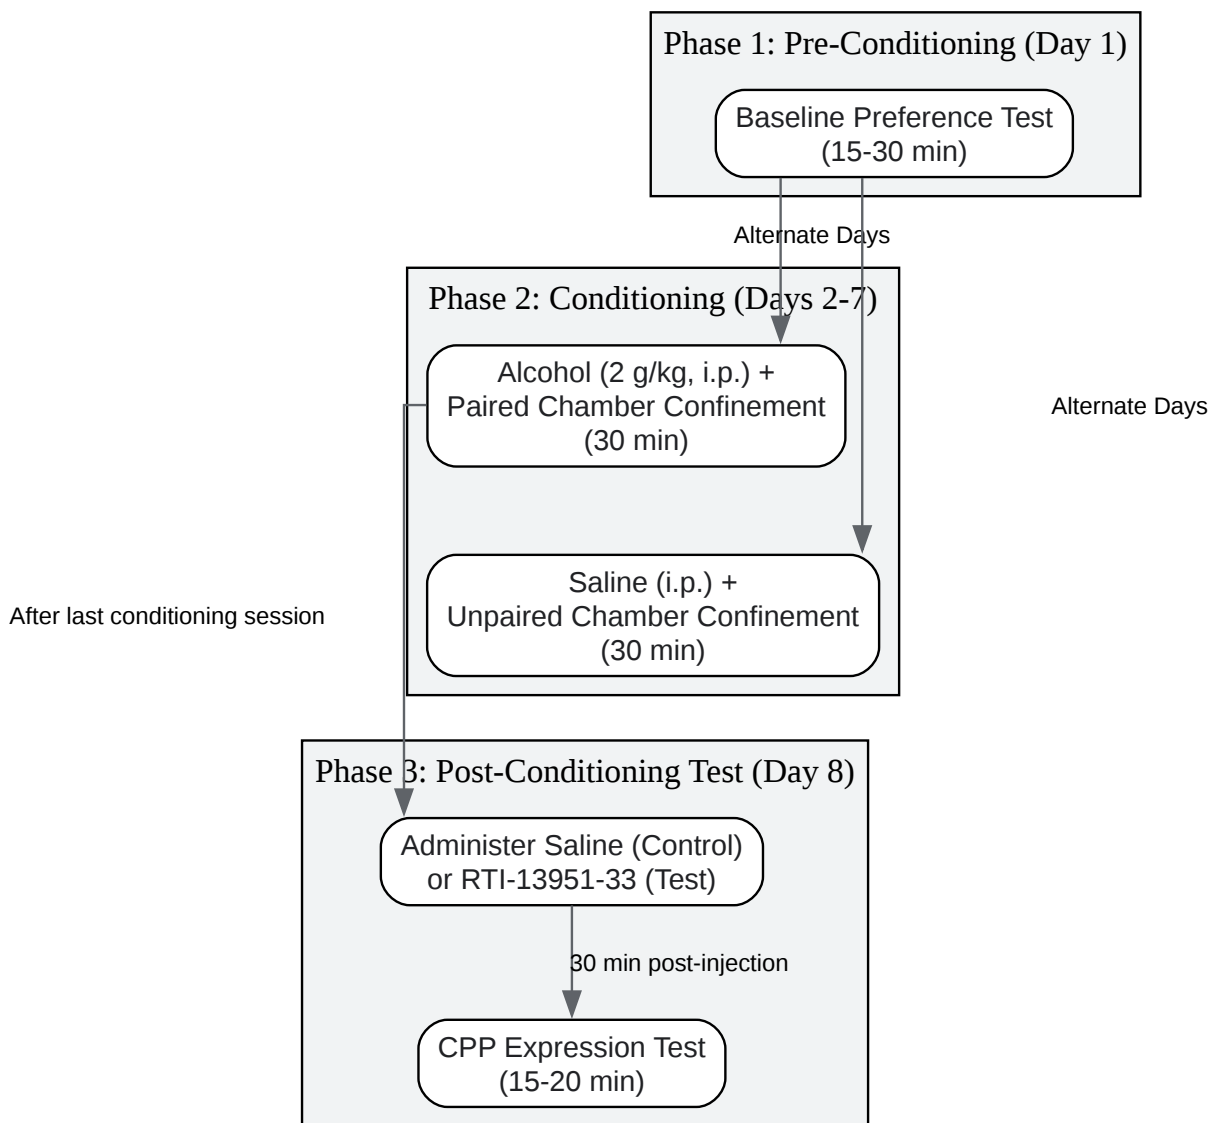 Phase 1: Pre-Conditioning (Day 1)
Baseline Preference Test
(15-30 min)
Alternate Days
Phase 2: Conditioning (Days 2-7)
Alcohol (2 g/kg, i.p.) +
Paired Chamber Confinement
(30 min)
Alternate Days
Saline (i.p.) +
Unpaired Chamber Confinement
(30 min)
After last conditioning session
Phase 3: Post-Conditioning Test (Day 8)
Administer Saline (Control)
or RTI-13951-33 (Test)
30 min post-injection
CPP Expression Test
(15-20 min)